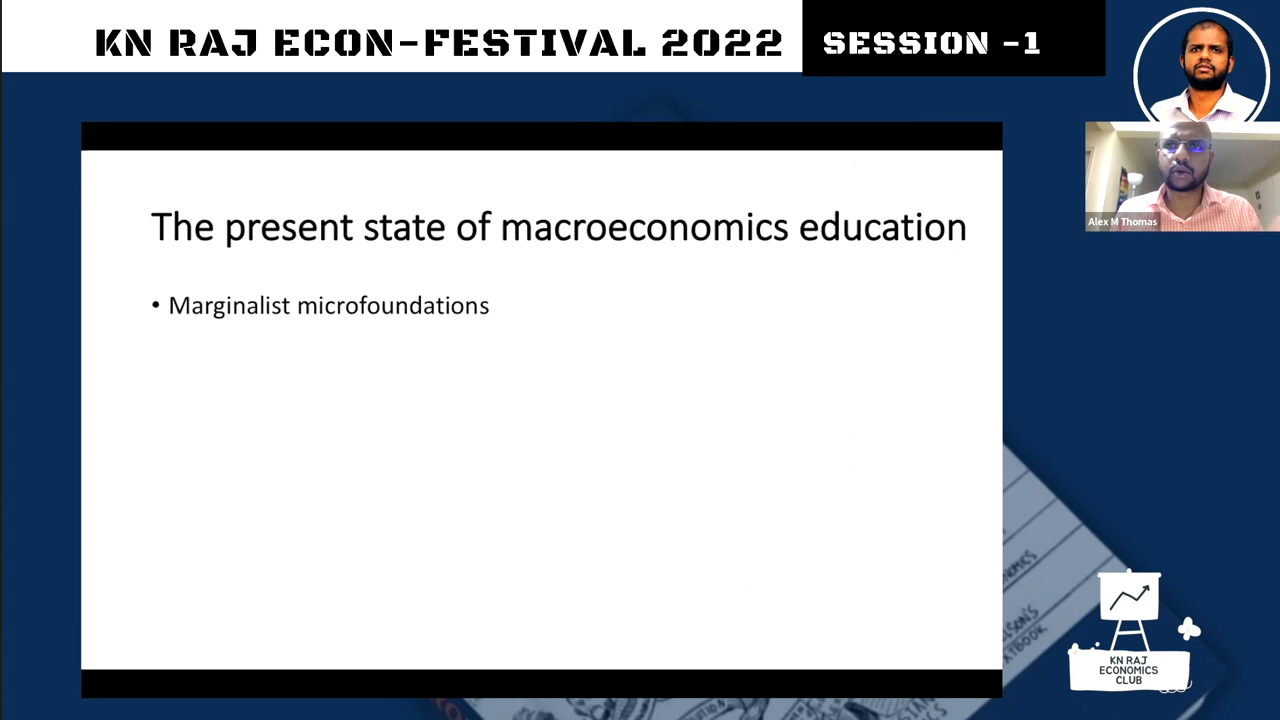 KN RAJ ECON-FESTIVAL 2022
SESSION -1
Alex M Thomas
The present state of macroeconomics education
• Marginalist microfoundations
KN RAJ
ECONOMICS
CLUB